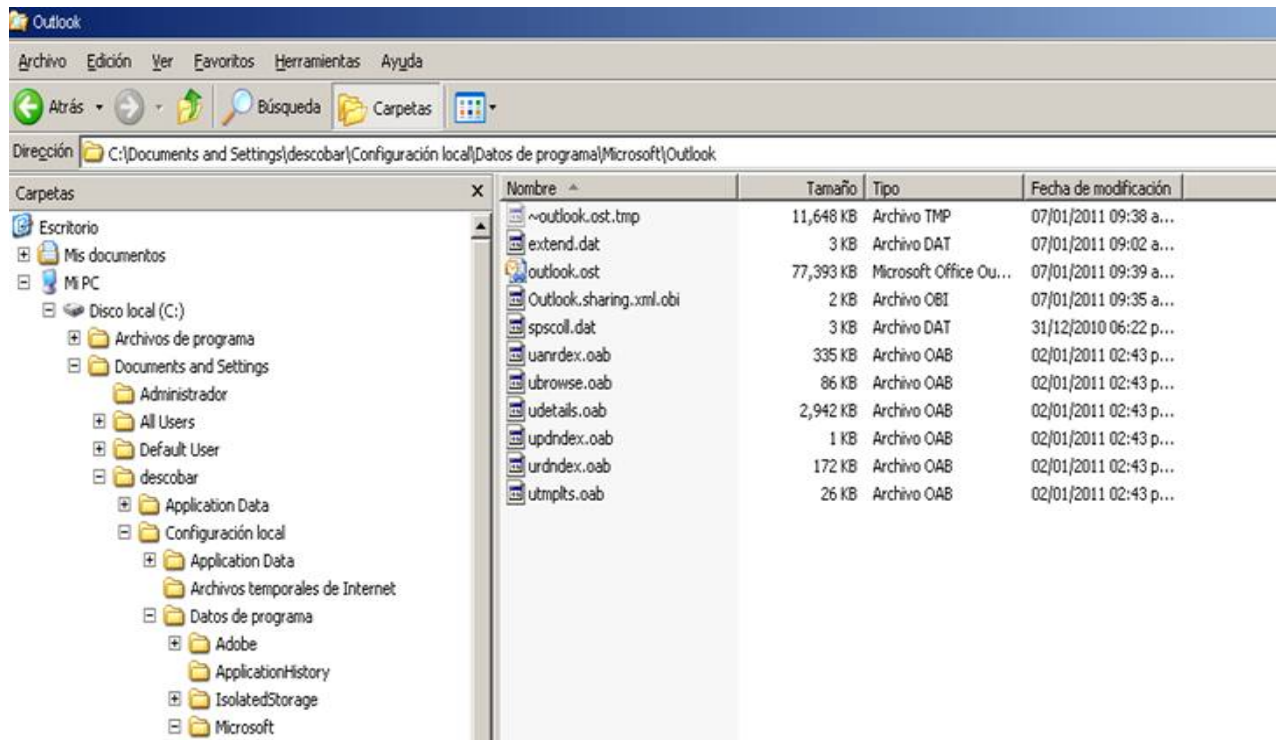 Outlook
Archivo Edición Ver Favoritos Herramientas Ayuda
Atrás Búsqueda Carpetas
Dirección C:\Documents and Settings\descobar\Configuración local\Datos de programa\Microsoft\Outlook
Carpetas x
Escritorio
Mis documentos
Mi PC
Disco local (C:)
Archivos de programa
Documents and Settings
Administrador
All Users
Default User
descobar
Application Data
Configuración local
Application Data
Archivos temporales de Internet
Datos de programa
Adobe
ApplicationHistory
IsolatedStorage
Microsoft
Nombre Tamaño Tipo Fecha de modificación
~outlook.ost.tmp 11,648 KB Archivo TMP 07/01/2011 09:38 a...
extend.dat 3 KB Archivo DAT 07/01/2011 09:02 a...
outlook.ost 77,393 KB Microsoft Office Ou... 07/01/2011 09:39 a...
Outlook.sharing.xml.obi 2 KB Archivo OBI 07/01/2011 09:35 a...
spscoll.dat 3 KB Archivo DAT 31/12/2010 06:22 p...
uanrdex.oab 335 KB Archivo OAB 02/01/2011 02:43 p...
ubrowse.oab 86 KB Archivo OAB 02/01/2011 02:43 p...
udetails.oab 2,942 KB Archivo OAB 02/01/2011 02:43 p...
updndex.oab 1 KB Archivo OAB 02/01/2011 02:43 p...
urdndex.oab 172 KB Archivo OAB 02/01/2011 02:43 p...
utmplts.oab 26 KB Archivo OAB 02/01/2011 02:43 p...